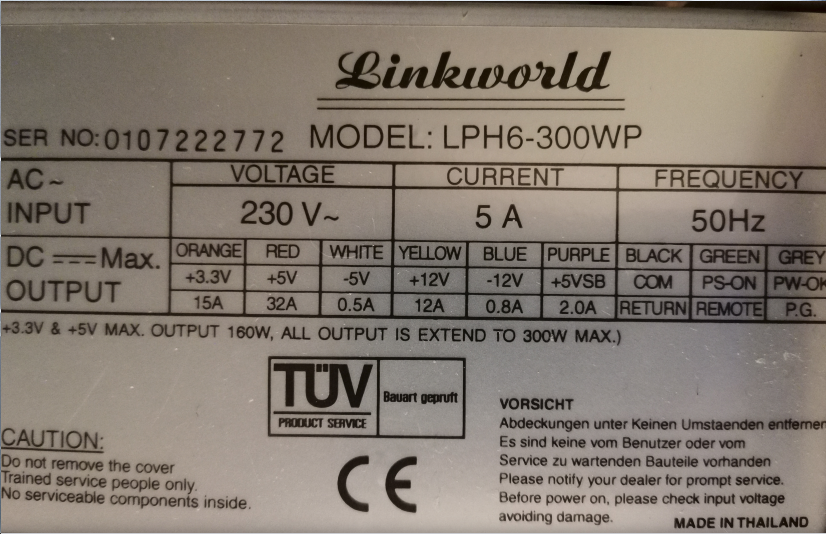 Linkworld
SER NO: 0107222772 MODEL: LPH6-300WP
AC~ INPUT VOLTAGE CURRENT FREQUENCY
230 V~ 5 A 50Hz
DC Max. OUTPUT ORANGE RED WHITE YELLOW BLUE PURPLE BLACK GREEN GREY
+3.3V +5V -5V +12V -12V +5VSB COM PS-ON PW-OK
15A 32A 0.5A 12A 0.8A 2.0A RETURN REMOTE P.G.
+3.3V & +5V MAX. OUTPUT 160W, ALL OUTPUT IS EXTEND TO 300W MAX.)
TÜV
PRODUCT SERVICE
Bauart gepruft
CAUTION:
Do not remove the cover
Trained service people only.
No serviceable components inside.
CE
VORSICHT
Abdeckungen unter Keinen Umstaenden entfernen
Es sind keine vom Benutzer oder vom
Service zu wartenden Bauteile vorhanden
Please notify your dealer for prompt service.
Before power on, please check input voltage
avoiding damage.
MADE IN THAILAND